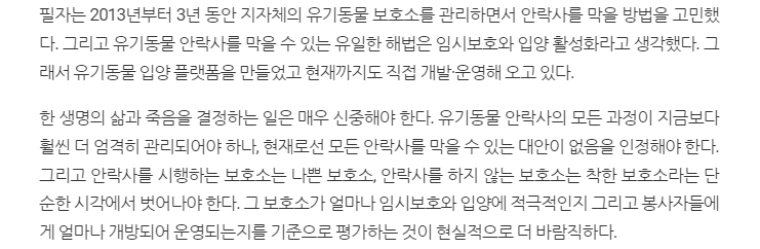 필자는 2013년부터 3년 동안 지자체의 유기동물 보호소를 관리하면서 안락사를 막을 방법을 고민했
다. 그리고 유기동물 안락사를 막을 수 있는 유일한 해법은 임시보호와 입양 활성화라고 생각했다. 그
래서 유기동물 입양 플랫폼을 만들었고 현재까지도 직접 개발·운영해 오고 있다.
한 생명의 삶과 죽음을 결정하는 일은 매우 신중해야 한다. 유기동물 안락사의 모든 과정이 지금보다
훨씬 더 엄격히 관리되어야 하나, 현재로선 모든 안락사를 막을 수 있는 대안이 없음을 인정해야 한다.
그리고 안락사를 시행하는 보호소는 나쁜 보호소, 안락사를 하지 않는 보호소는 착한 보호소라는 단
순한 시각에서 벗어나야 한다. 그 보호소가 얼마나 임시보호와 입양에 적극적인지 그리고 봉사자들에
게 얼마나 개방되어 운영되는지를 기준으로 평가하는 것이 현실적으로 더 바람직하다.